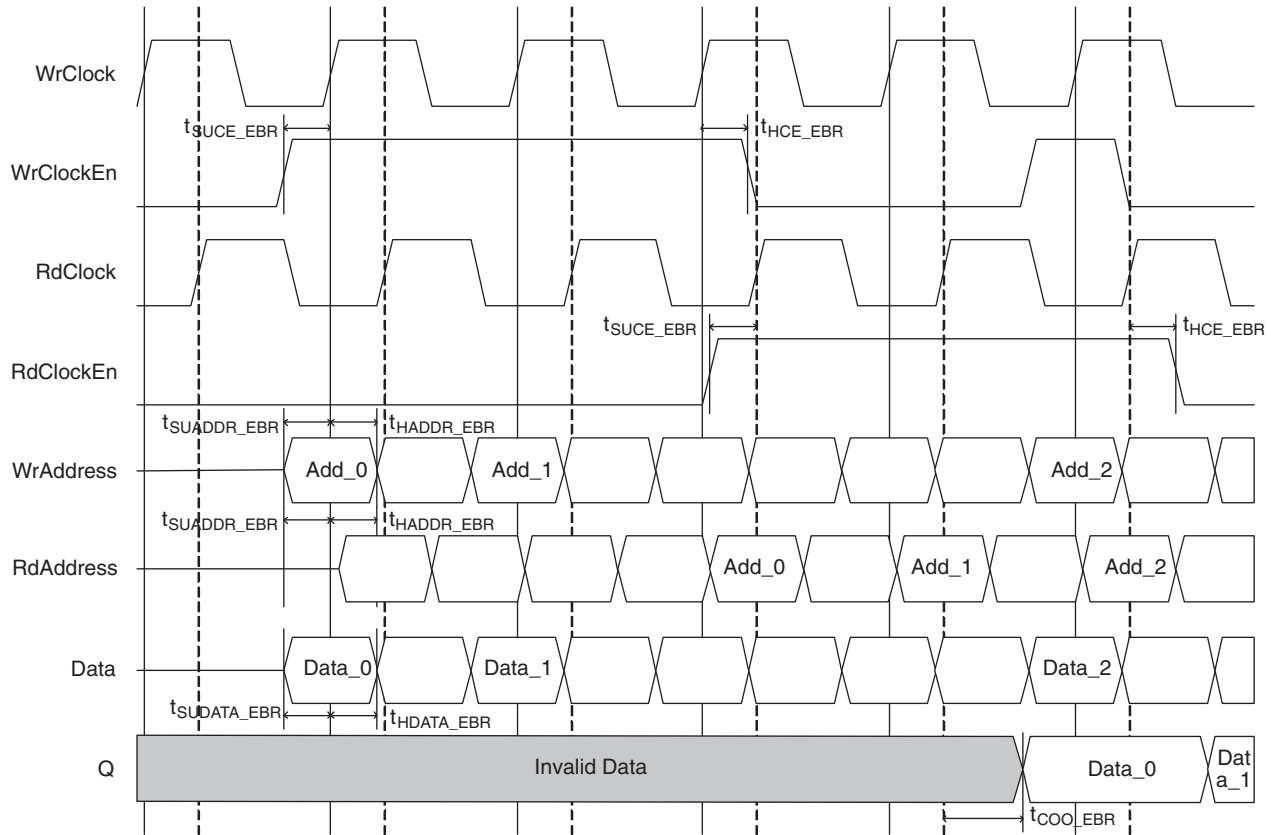 WrClock
tSUCE_EBR
tHCE_EBR
WrClockEn
RdClock
tSUCE_EBR
tHCE_EBR
RdClockEn
tSUADDR_EBR
tHADDR_EBR
WrAddress
Add_0
Add_1
Add_2
tSUADDR_EBR
tHADDR_EBR
RdAddress
Add_0
Add_1
Add_2
Data
Data_0
Data_1
Data_2
tSUDATA_EBR
tHDATA_EBR
Q
Invalid Data
Data_0
Dat
a_1
tCOO_EBR